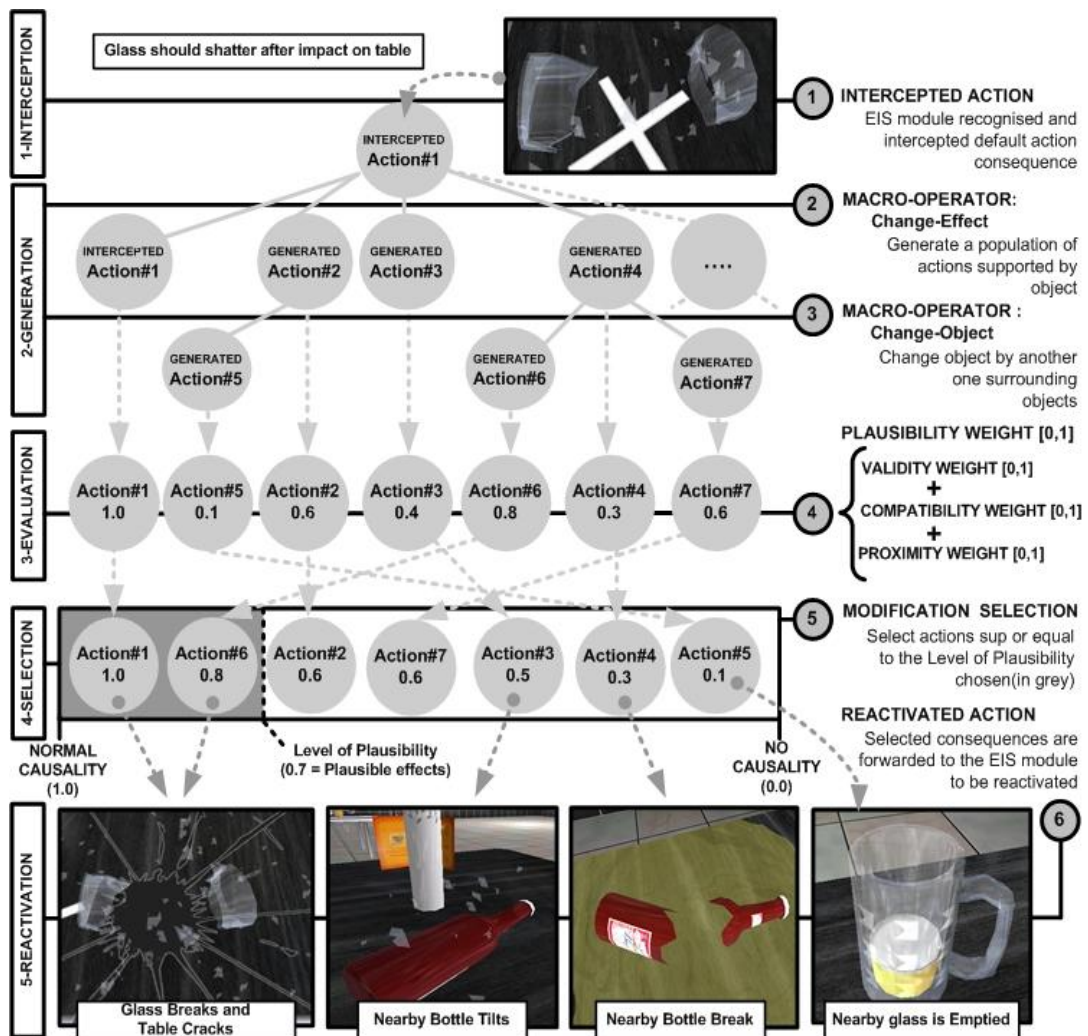 1-INTERCEPTION
Glass should shatter after impact on table
INTERCEPTED
Action#1
1
INTERCEPTED ACTION
EIS module recognised and
intercepted default action
consequence
2-GENERATION
2
MACRO-OPERATOR:
Change-Effect
Generate a population of
actions supported by
object
INTERCEPTED
Action#1
GENERATED
Action#2
GENERATED
Action#3
GENERATED
Action#4
....
3
MACRO-OPERATOR :
Change-Object
Change object by another
one surrounding
objects
GENERATED
Action#5
GENERATED
Action#6
GENERATED
Action#7
3-EVALUATION
Action#1
1.0
Action#5
0.1
Action#2
0.6
Action#3
0.4
Action#6
0.8
Action#4
0.3
Action#7
0.6
4
PLAUSIBILITY WEIGHT [0,1]
VALIDITY WEIGHT [0,1]
+
COMPATIBILITY WEIGHT [0,1]
+
PROXIMITY WEIGHT [0,1]
4-SELECTION
Action#1
1.0
Action#6
0.8
Action#2
0.6
Action#7
0.6
Action#3
0.5
Action#4
0.3
Action#5
0.1
5
MODIFICATION SELECTION
Select actions sup or equal
to the Level of Plausibility
chosen(in grey)
NORMAL
CAUSALITY
(1.0)
Level of Plausibility
(0.7 = Plausible effects)
NO
CAUSALITY
(0.0)
REACTIVATED ACTION
Selected consequences are
forwarded to the EIS module
to be reactivated
6
5-REACTIVATION
Glass Breaks and
Table Cracks
Nearby Bottle Tilts
Nearby Bottle Break
Nearby glass is Emptied